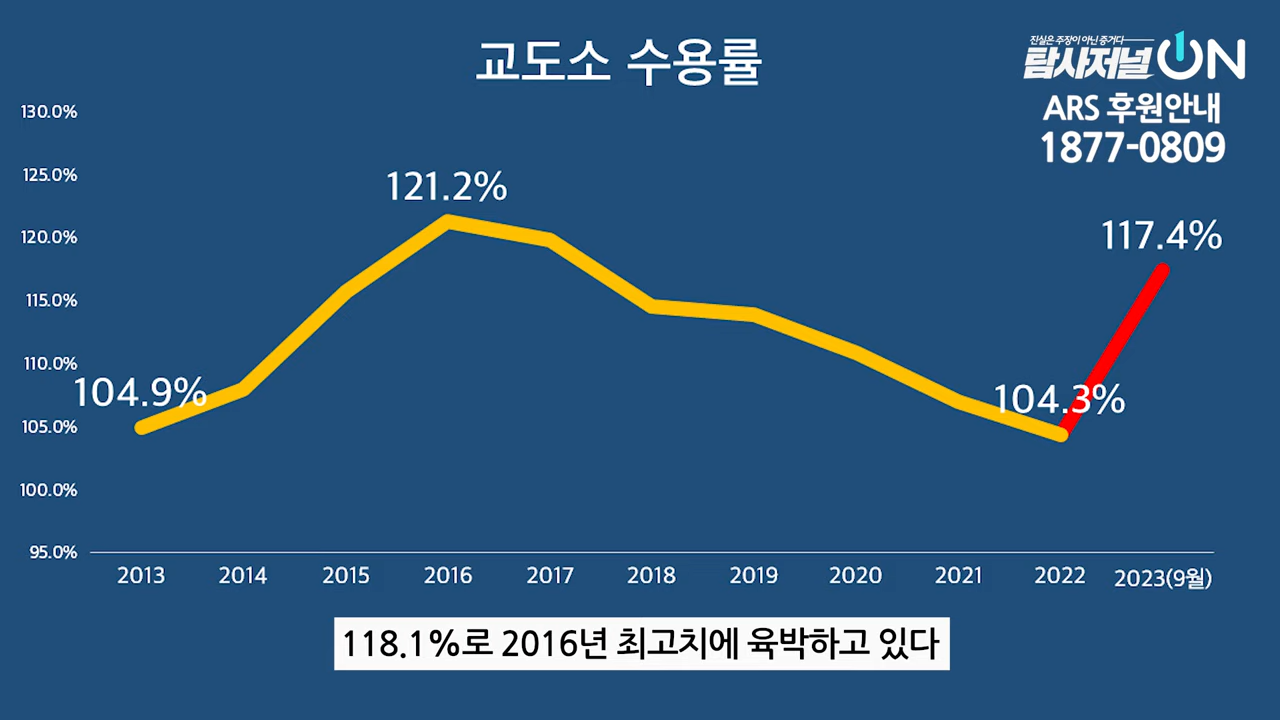 교도소 수용률
진실은 주장이 아닌 증거다
탐사저널ON
ARS 후원안내
1877-0809
130.0%
125.0%
120.0%
115.0%
110.0%
105.0%
100.0%
95.0%
104.9%
121.2%
104.3%
117.4%
2013 2014 2015 2016 2017 2018 2019 2020 2021 2022 2023(9월)
118.1%로 2016년 최고치에 육박하고 있다